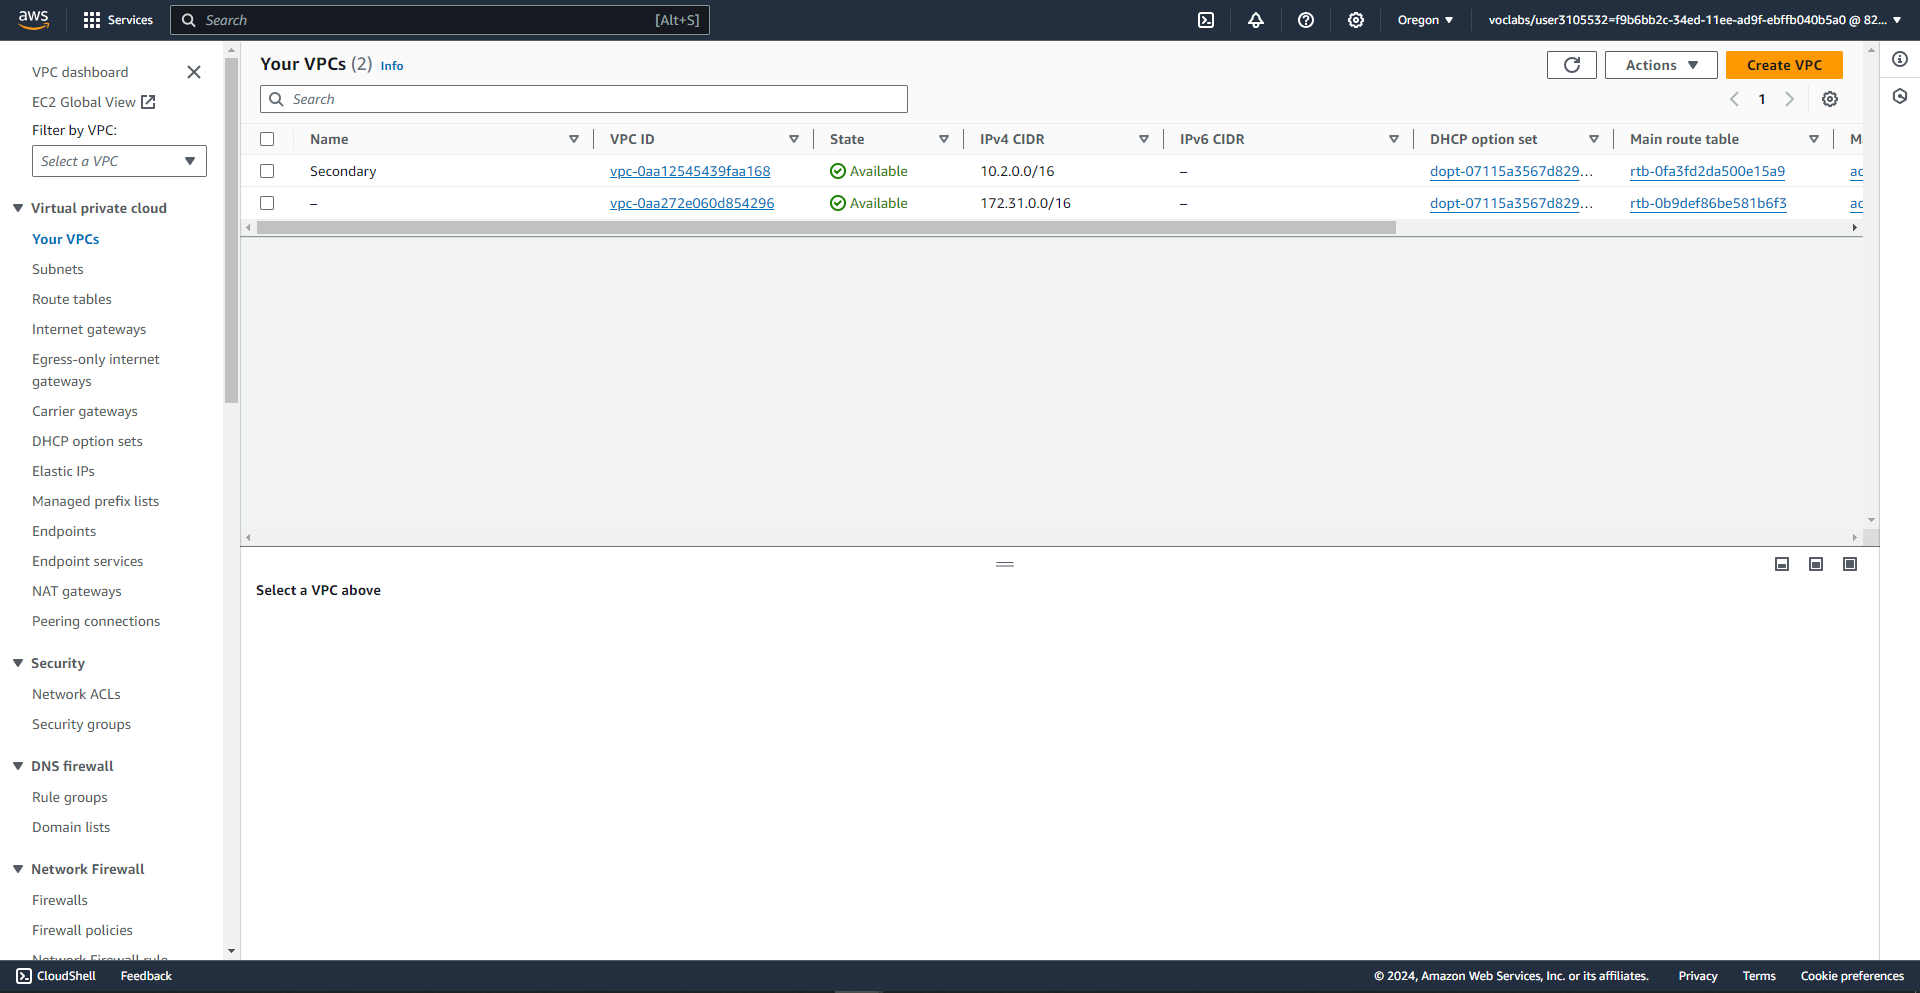 aws
Services
Search
[Alt+S]
Oregon
voclabs/user3105532=f9b6bb2c-34ed-11ee-ad9f-ebffb040b5a0 @ 82...
VPC dashboard
EC2 Global View
Filter by VPC:
Select a VPC
Virtual private cloud
Your VPCs
Subnets
Route tables
Internet gateways
Egress-only internet
gateways
Carrier gateways
DHCP option sets
Elastic IPs
Managed prefix lists
Endpoints
Endpoint services
NAT gateways
Peering connections
Security
Network ACLs
Security groups
DNS firewall
Rule groups
Domain lists
Network Firewall
Firewalls
Firewall policies
Network Firewall rule
Your VPCs (2) Info
Actions
Create VPC
Search
1
Name VPC ID State IPv4 CIDR IPv6 CIDR DHCP option set Main route table
Secondary vpc-0aa12545439faa168 Available 10.2.0.0/16 – dopt-07115a3567d829... rtb-0fa3fd2da500e15a9
– vpc-0aa272e060d854296 Available 172.31.0.0/16 – dopt-07115a3567d829... rtb-0b9def86be581b6f3
Select a VPC above
CloudShell Feedback
© 2024, Amazon Web Services, Inc. or its affiliates. Privacy Terms Cookie preferences